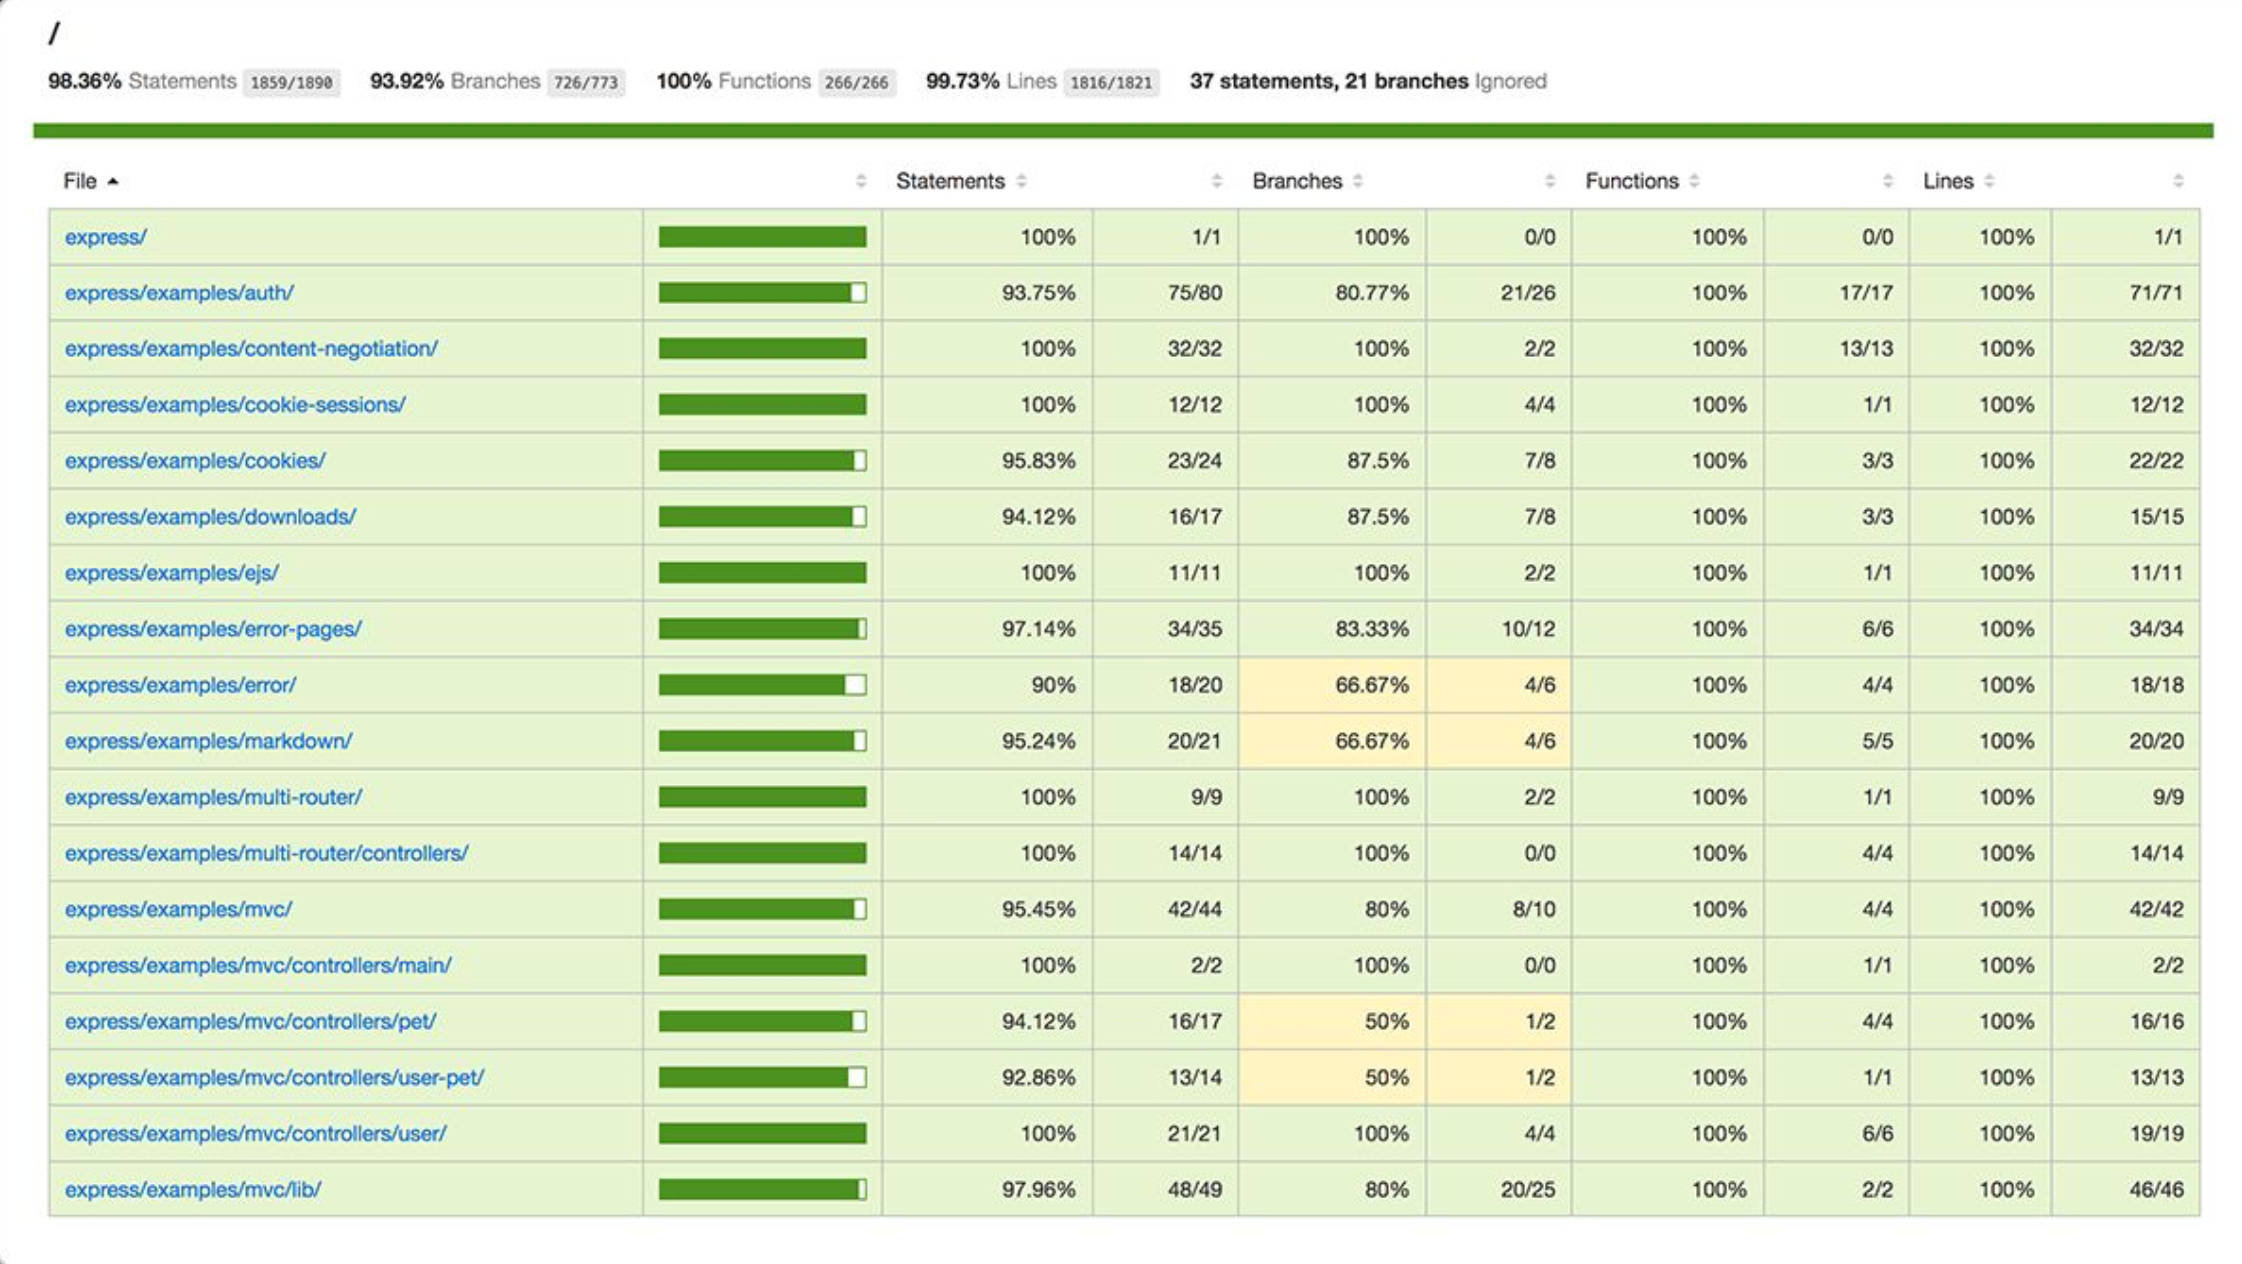 /
98.36% Statements 1859/1890 93.92% Branches 726/773 100% Functions 266/266 99.73% Lines 1816/1821 37 statements, 21 branches Ignored
File Statements Branches Functions Lines
express/ 100% 1/1 100% 0/0 100% 0/0 100% 1/1
express/examples/auth/ 93.75% 75/80 80.77% 21/26 100% 17/17 100% 71/71
express/examples/content-negotiation/ 100% 32/32 100% 2/2 100% 13/13 100% 32/32
express/examples/cookie-sessions/ 100% 12/12 100% 4/4 100% 1/1 100% 12/12
express/examples/cookies/ 95.83% 23/24 87.5% 7/8 100% 3/3 100% 22/22
express/examples/downloads/ 94.12% 16/17 87.5% 7/8 100% 3/3 100% 15/15
express/examples/ejs/ 100% 11/11 100% 2/2 100% 1/1 100% 11/11
express/examples/error-pages/ 97.14% 34/35 83.33% 10/12 100% 6/6 100% 34/34
express/examples/error/ 90% 18/20 66.67% 4/6 100% 4/4 100% 18/18
express/examples/markdown/ 95.24% 20/21 66.67% 4/6 100% 5/5 100% 20/20
express/examples/multi-router/ 100% 9/9 100% 2/2 100% 1/1 100% 9/9
express/examples/multi-router/controllers/ 100% 14/14 100% 0/0 100% 4/4 100% 14/14
express/examples/mvc/ 95.45% 42/44 80% 8/10 100% 4/4 100% 42/42
express/examples/mvc/controllers/main/ 100% 2/2 100% 0/0 100% 1/1 100% 2/2
express/examples/mvc/controllers/pet/ 94.12% 16/17 50% 1/2 100% 4/4 100% 16/16
express/examples/mvc/controllers/user-pet/ 92.86% 13/14 50% 1/2 100% 1/1 100% 13/13
express/examples/mvc/controllers/user/ 100% 21/21 100% 4/4 100% 6/6 100% 19/19
express/examples/mvc/lib/ 97.96% 48/49 80% 20/25 100% 2/2 100% 46/46